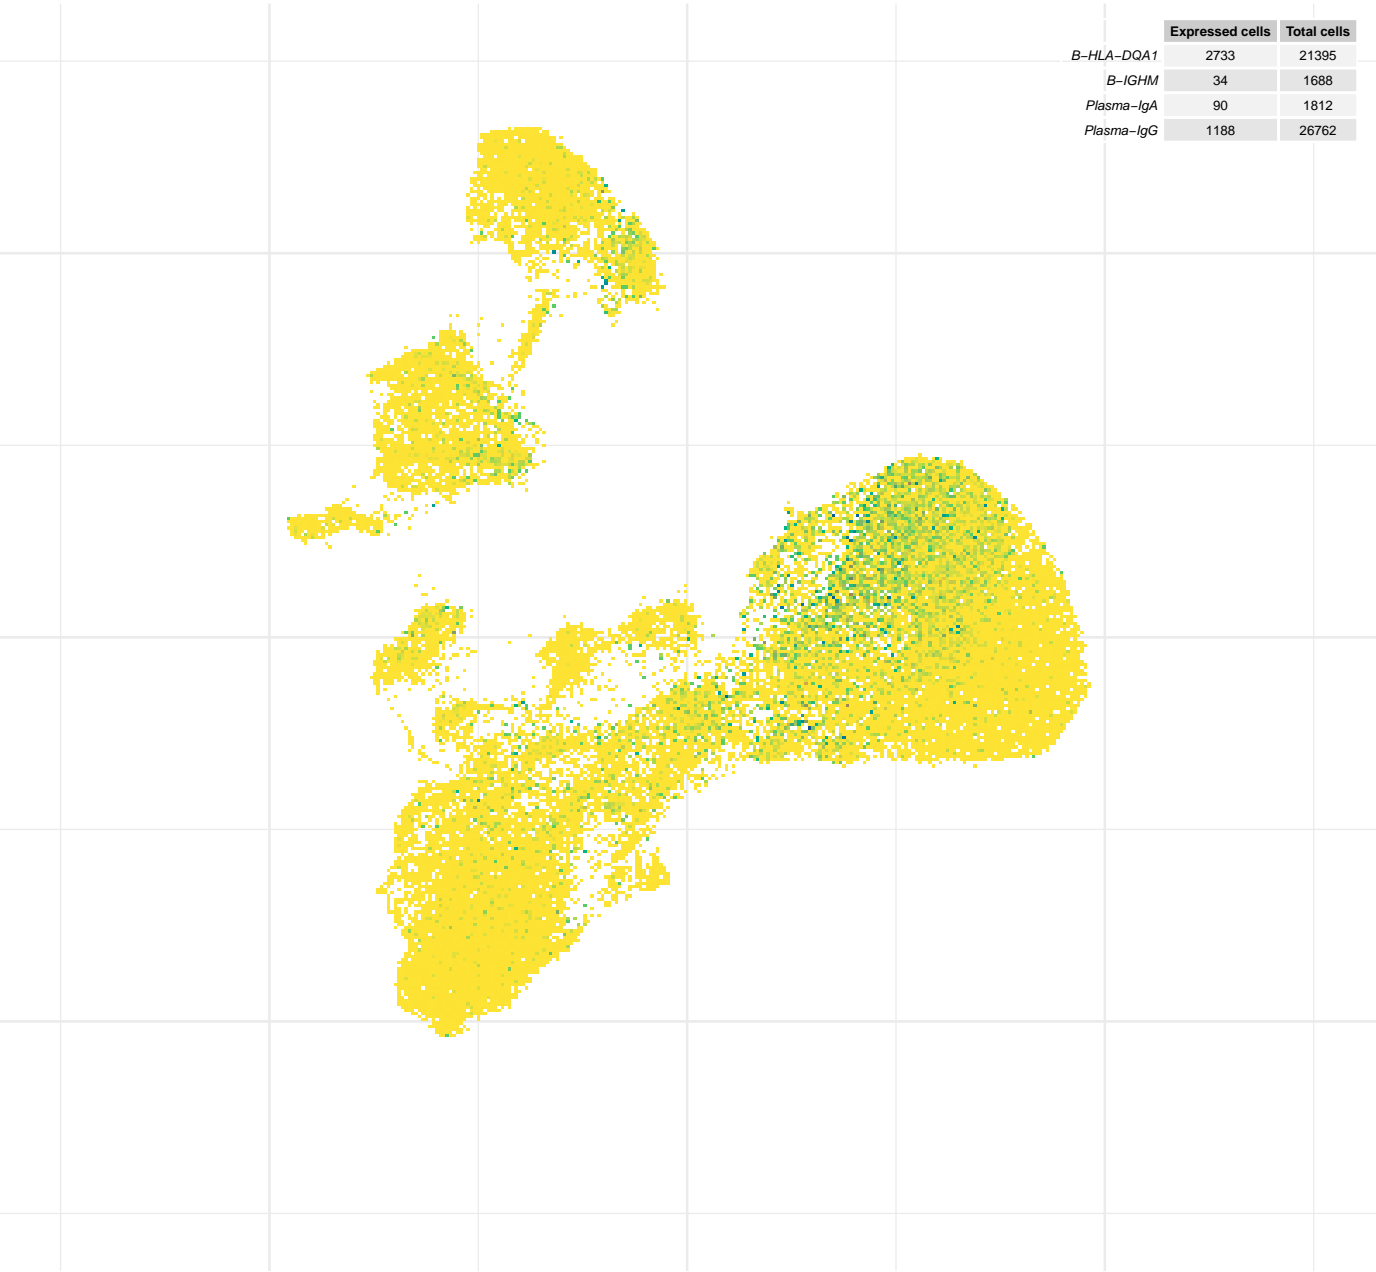 Expressed cells Total cells
B−HLA−DQA1 2733 21395
B−IGHM 34 1688
Plasma−IgA 90 1812
Plasma−IgG 1188 26762